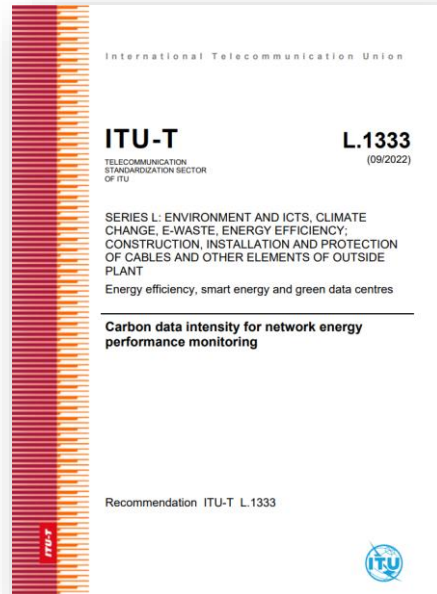 International Telecommunication Union
ITU-T
L.1333
TELECOMMUNICATION
STANDARDIZATION SECTOR
OF ITU
(09/2022)
SERIES L: ENVIRONMENT AND ICTS, CLIMATE
CHANGE, E-WASTE, ENERGY EFFICIENCY;
CONSTRUCTION, INSTALLATION AND PROTECTION
OF CABLES AND OTHER ELEMENTS OF OUTSIDE
PLANT
Energy efficiency, smart energy and green data centres
Carbon data intensity for network energy
performance monitoring
Recommendation ITU-T L.1333
ITU-T
ITU